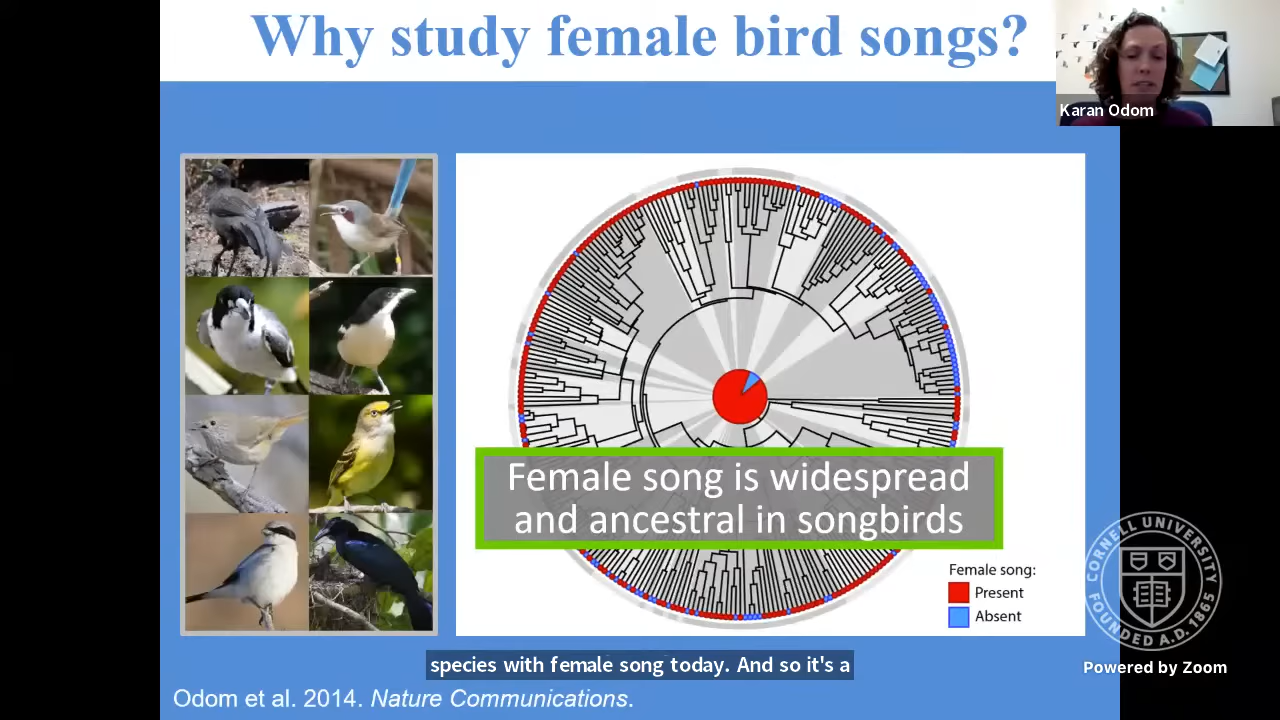 Why study female bird songs?
Karan Odom
Female song is widespread
and ancestral in songbirds
Female song:
Present
Absent
CORNELL UNIVERSITY
FOUNDED A.D. 1865
Powered by Zoom
species with female song today. And so it's a
Odom et al. 2014. Nature Communications.